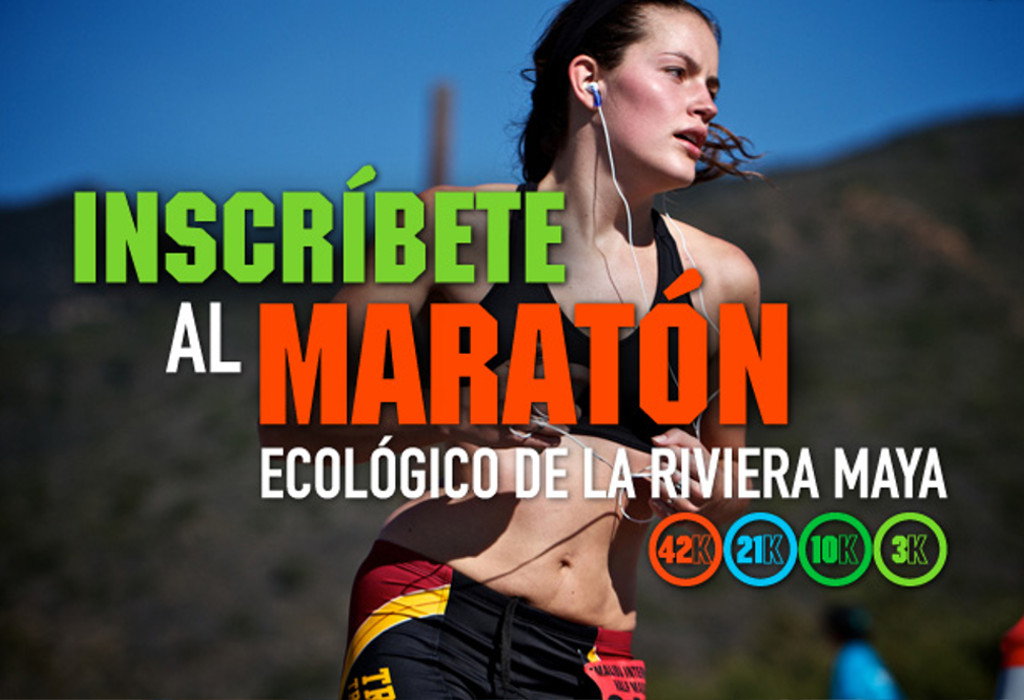 INSCRÍBETE
AL MARATÓN
ECOLÓGICO DE LA RIVIERA MAYA
42K 21K 10K 3K